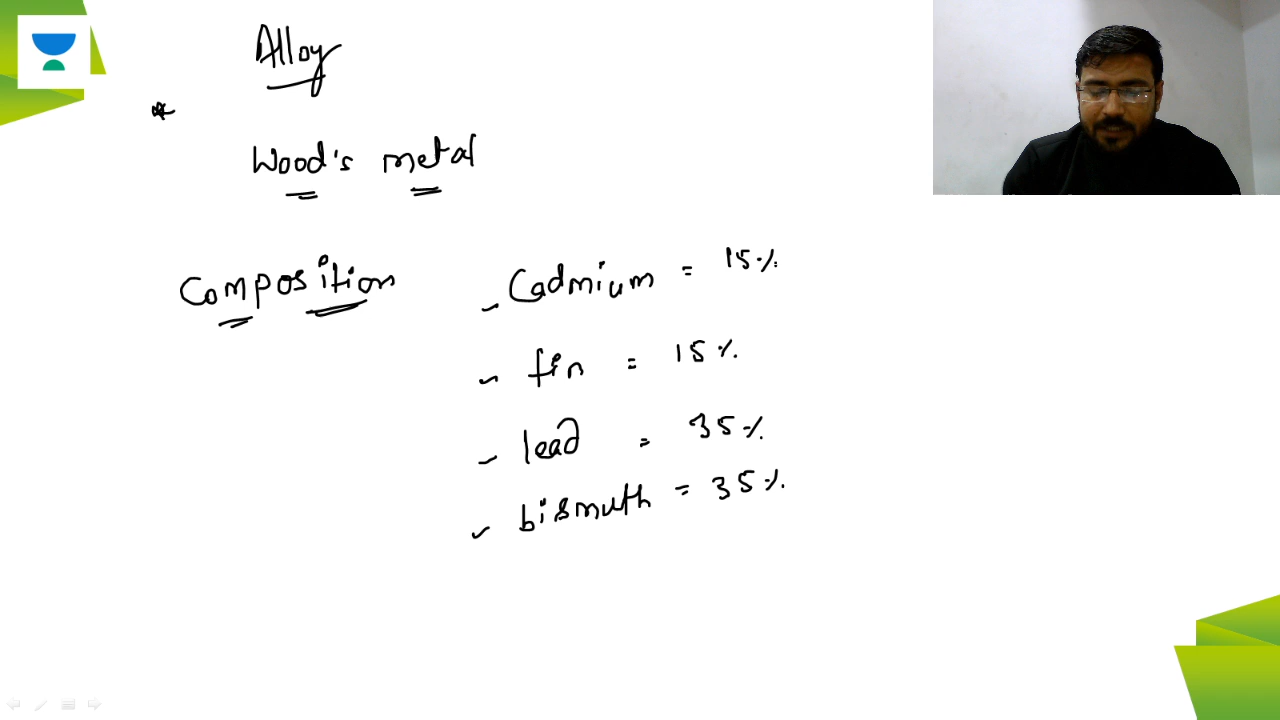 Alloy
*
Wood's metal
Composition
Cadmium = 15%
tin = 15%
lead = 35%
bismuth = 35%